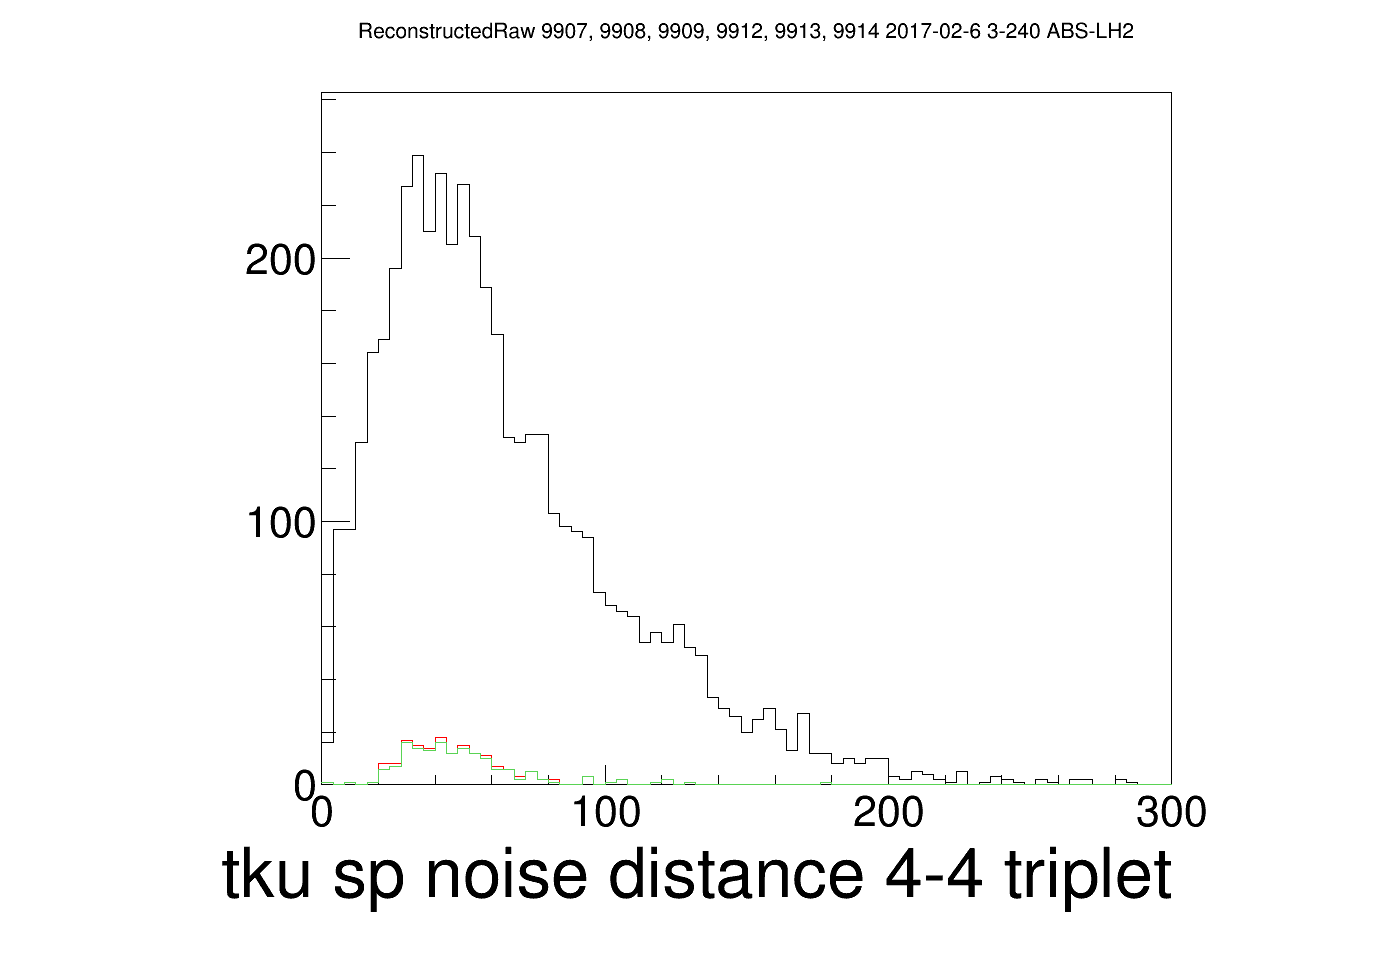 ReconstructedRaw 9907, 9908, 9909, 9912, 9913, 9914 2017-02-6 3-240 ABS-LH2
200
100
0
0 100 200 300
tku sp noise distance 4-4 triplet